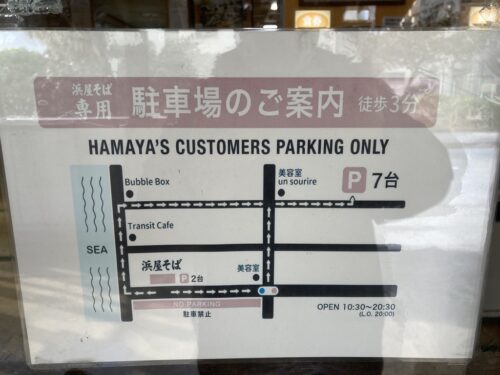 浜屋そば
専用
駐車場のご案内 徒歩3分
HAMAYA'S CUSTOMERS PARKING ONLY
Bubble Box
美容室
un sourire
P 7台
Transit Cafe
SEA
浜屋そば
美容室
P 2台
NO PARKING
駐車禁止
OPEN 10:30〜20:30
(L.O. 20:00)